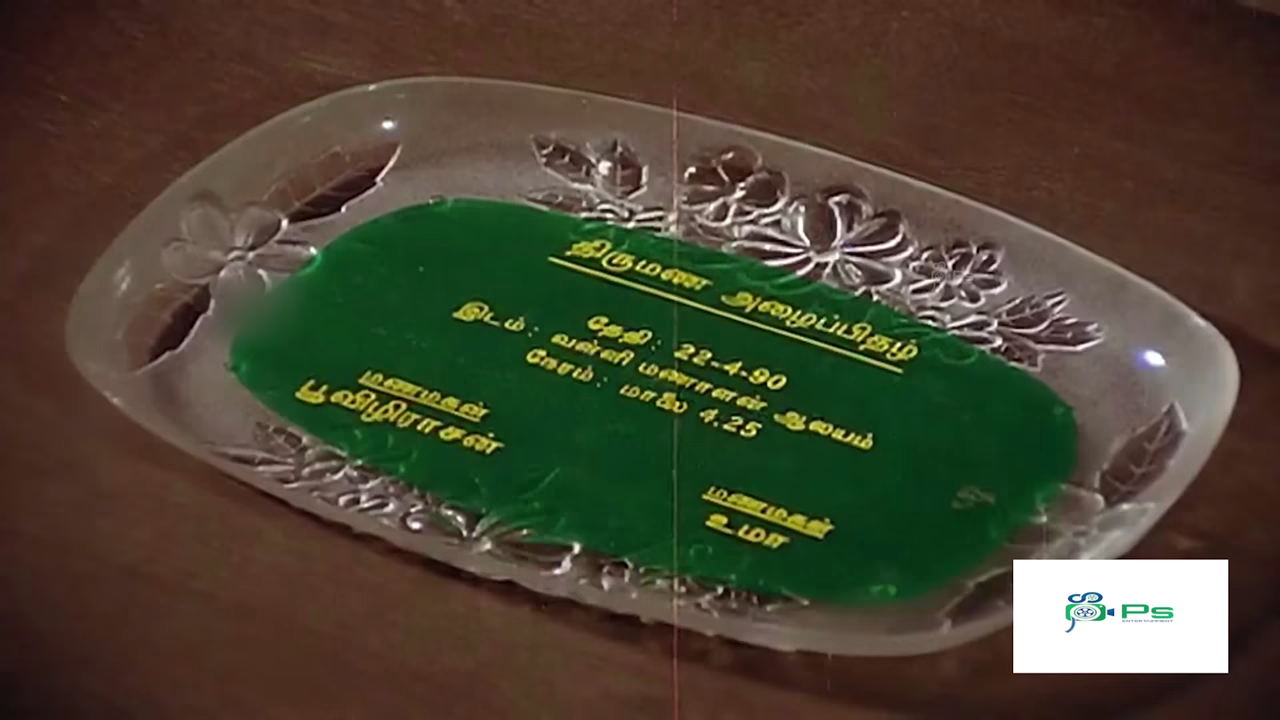 திருமண அழைப்பிதழ்
தேதி : 22-4-90
இடம் : வள்ளி மணாளன் ஆலயம்
நேரம் : மாலை 4.25
மணமகன்
பூவிழிராசன்
மணமகள்
உமா
Ps
ENTERTAINMENT